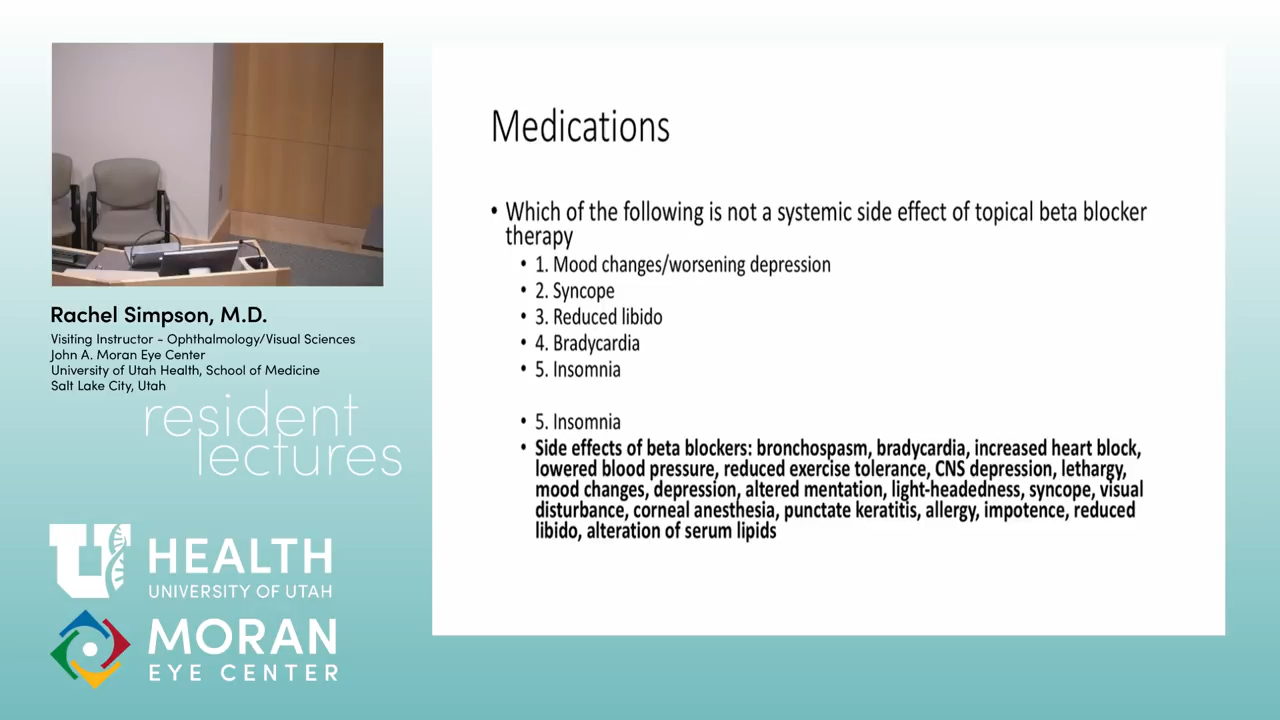 Medications
• Which of the following is not a systemic side effect of topical beta blocker
therapy
• 1. Mood changes/worsening depression
• 2. Syncope
• 3. Reduced libido
• 4. Bradycardia
• 5. Insomnia
• 5. Insomnia
• Side effects of beta blockers: bronchospasm, bradycardia, increased heart block,
lowered blood pressure, reduced exercise tolerance, CNS depression, lethargy,
mood changes, depression, altered mentation, light-headedness, syncope, visual
disturbance, corneal anesthesia, punctate keratitis, allergy, impotence, reduced
libido, alteration of serum lipids
Rachel Simpson, M.D.
Visiting Instructor - Ophthalmology/Visual Sciences
John A. Moran Eye Center
University of Utah Health, School of Medicine
Salt Lake City, Utah
resident
lectures
U HEALTH
UNIVERSITY OF UTAH
MORAN
EYE CENTER